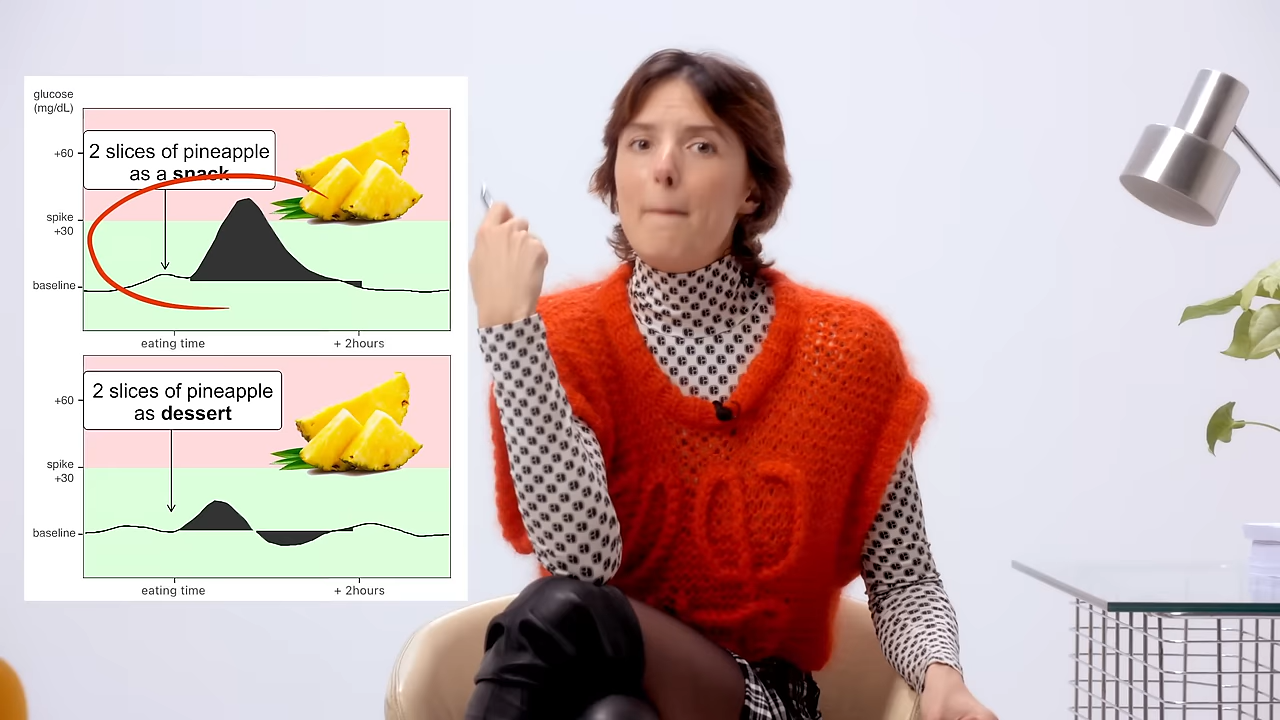 glucose
(mg/dL)
+60
2 slices of pineapple
as a snack
spike
+30
baseline
eating time
+ 2hours
+60
2 slices of pineapple
as dessert
spike
+30
baseline
eating time
+ 2hours